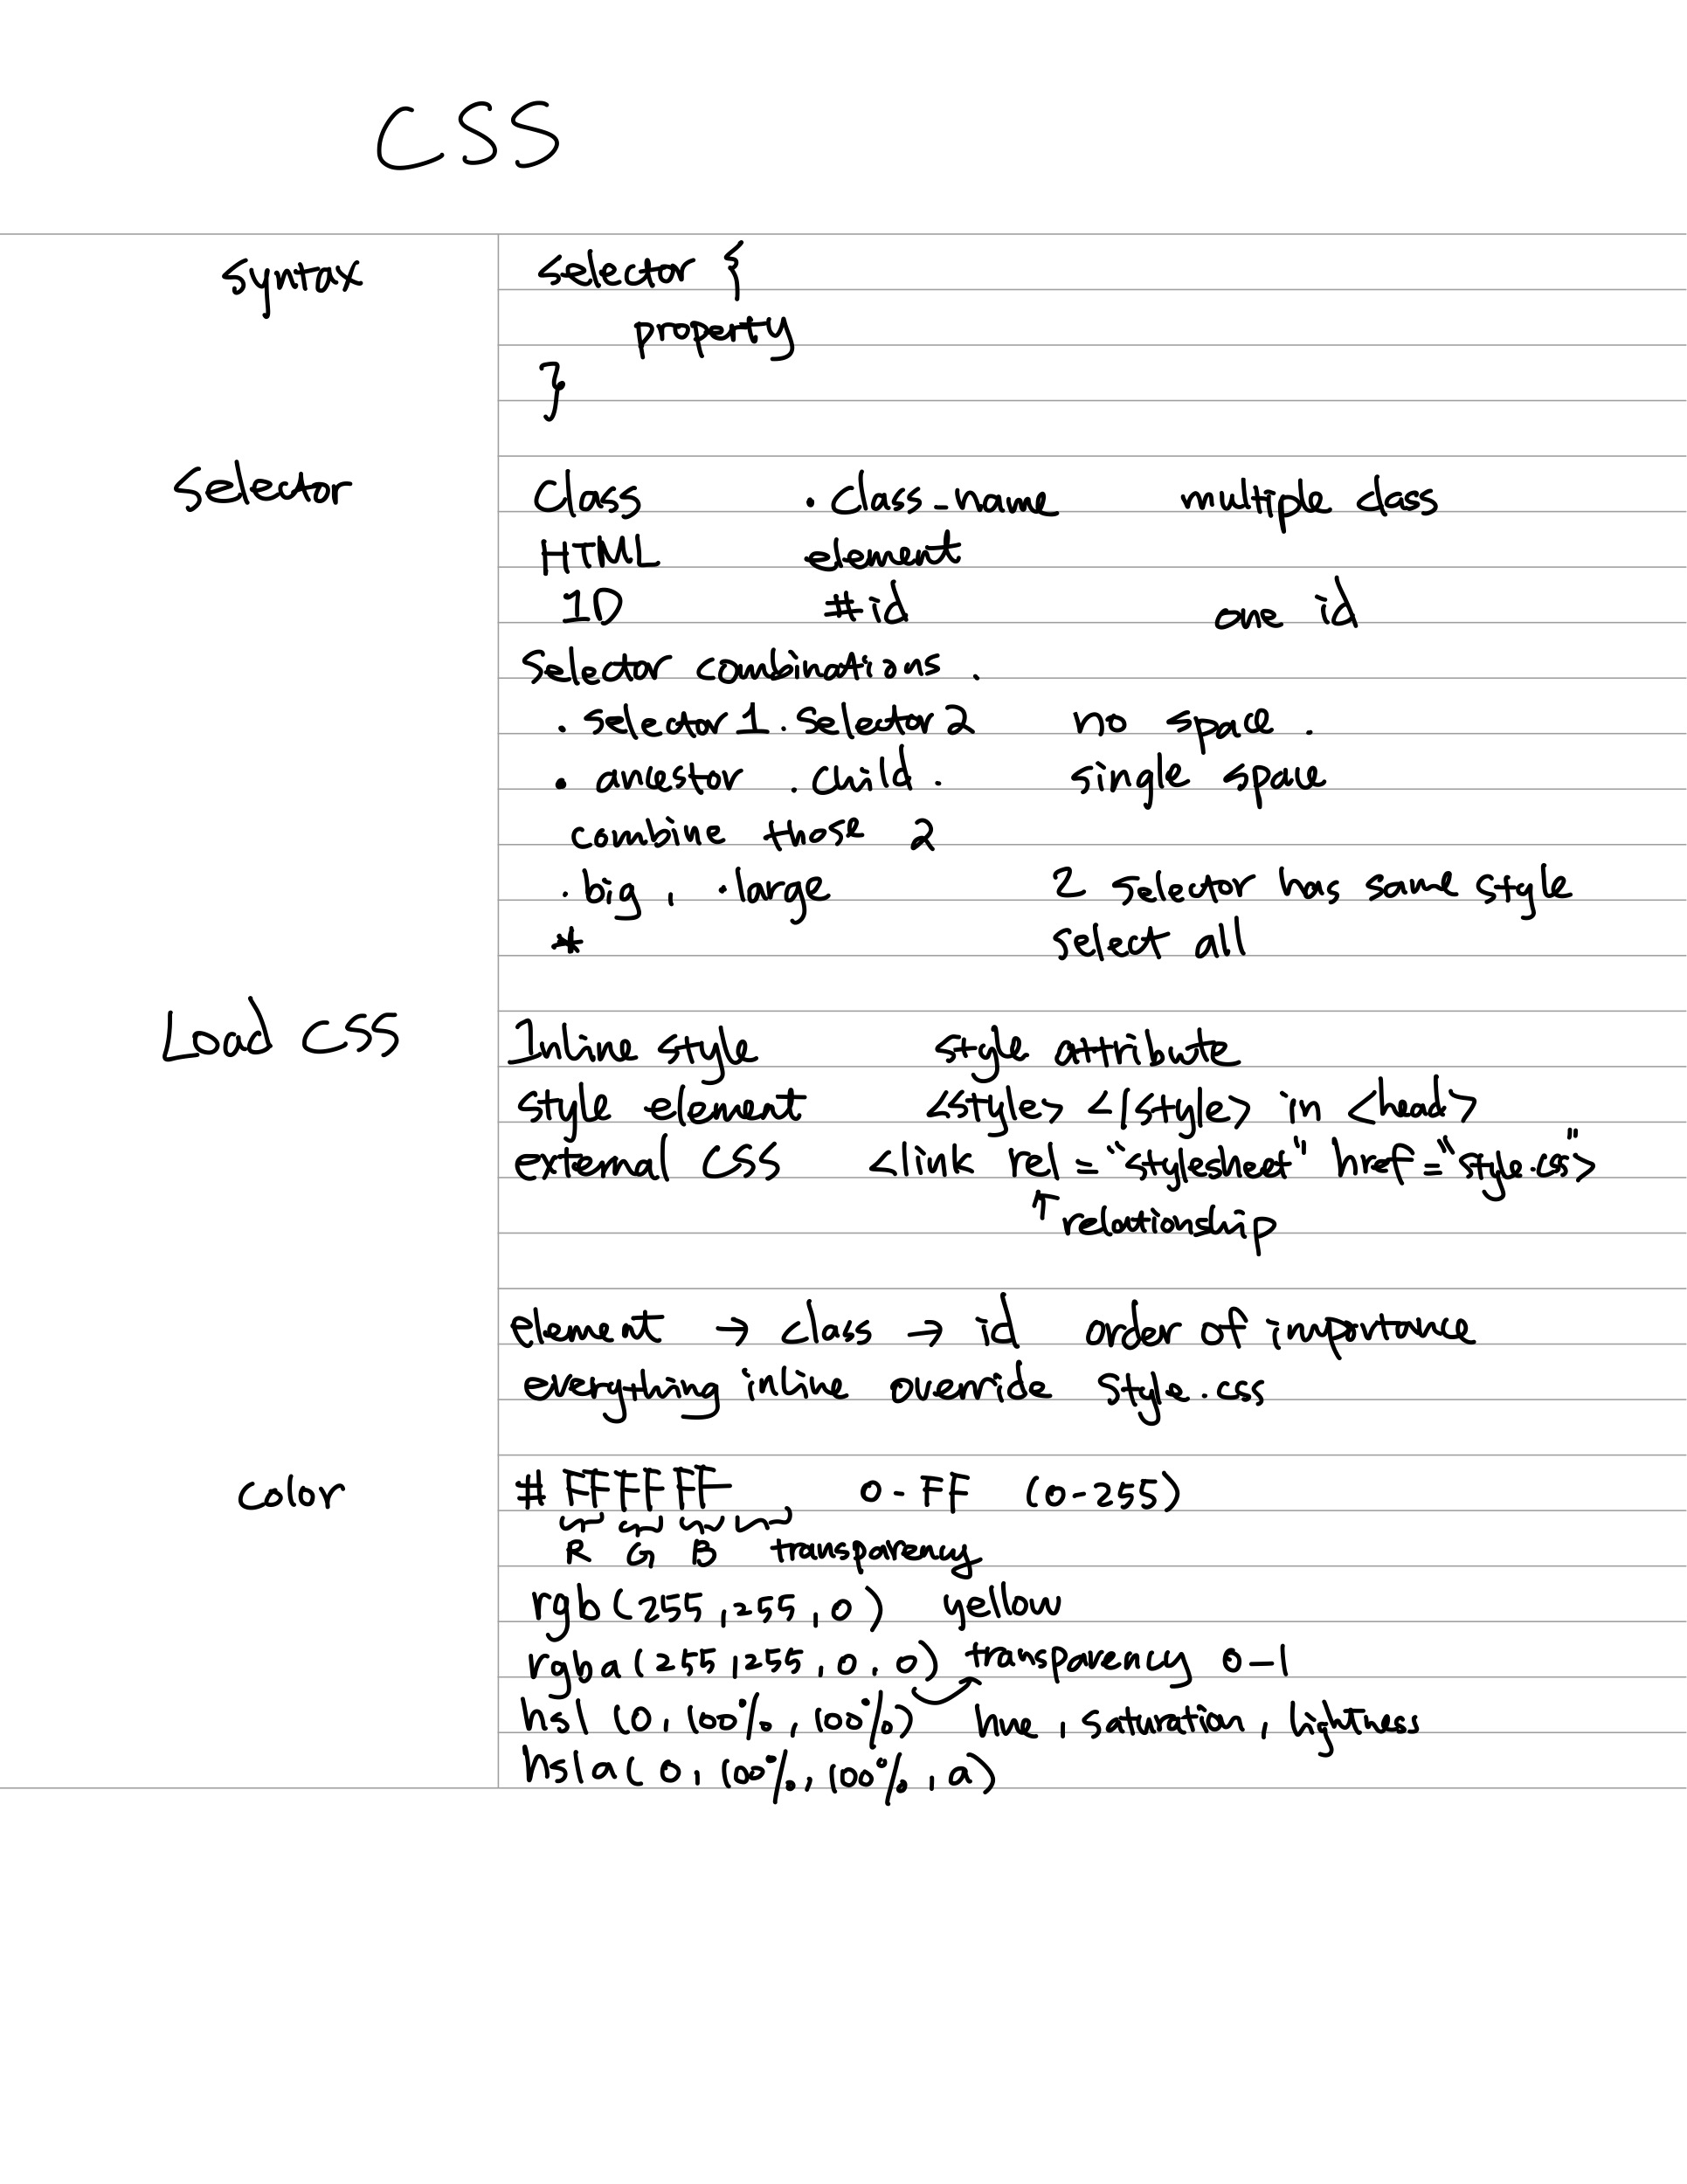 CSS
syntax selector {
property
}
Selector Class .class_name multiple class
HTML element
ID #id one id
Selector combinations.
.selector1.selector2 no space.
.ancestor .child. single space
combine those 2
.big, .large 2 selector has same style
* select all
Load CSS Inline style style attribute
style element <style> </style> in <head>
external CSS <link rel="stylesheet" href="style.css">
↑ relationship
element → class → id order of importance
everything inline override style.css
color #FFFFFF , 0-FF (0-255)
R G B transparency
rgb(255,255,0) yellow
rgba(255,255,0,0) transparency 0-1
hsl (0,100%,100%) hue, saturation, lightness
hsla(0,100%,100%,a)